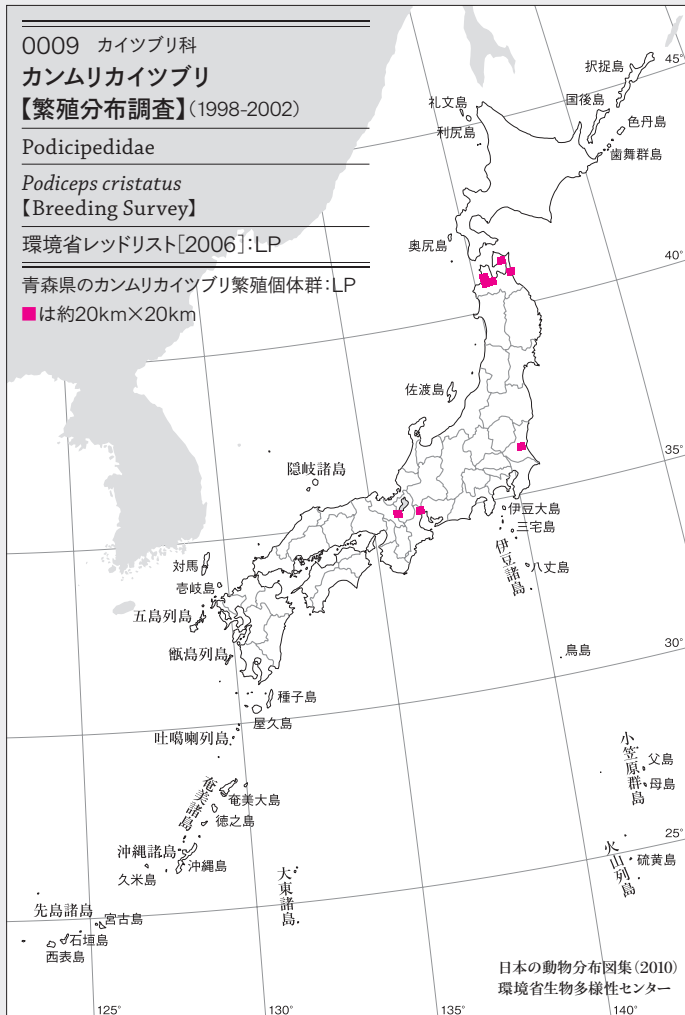 0009 カイツブリ科
カンムリカイツブリ
【繁殖分布調査】(1998-2002)
Podicipedidae
Podiceps cristatus
【Breeding Survey】
環境省レッドリスト[2006]:LP
青森県のカンムリカイツブリ繁殖個体群:LP
■は約20km×20km
択捉島
45°
国後島
礼文島
色丹島
利尻島
歯舞群島
奥尻島
40°
佐渡島
35°
隠岐諸島
伊豆大島
三宅島
伊豆諸島
八丈島
対馬
壱岐島
五島列島
甑島列島
鳥島
30°
種子島
屋久島
吐噶喇列島
小笠原群島
父島
母島
奄美諸島
奄美大島
徳之島
25°
沖縄諸島
沖縄島
久米島
火山列島
硫黄島
大東諸島
先島諸島
宮古島
石垣島
西表島
日本の動物分布図集(2010)
環境省生物多様性センター
125°
130°
135°
140°